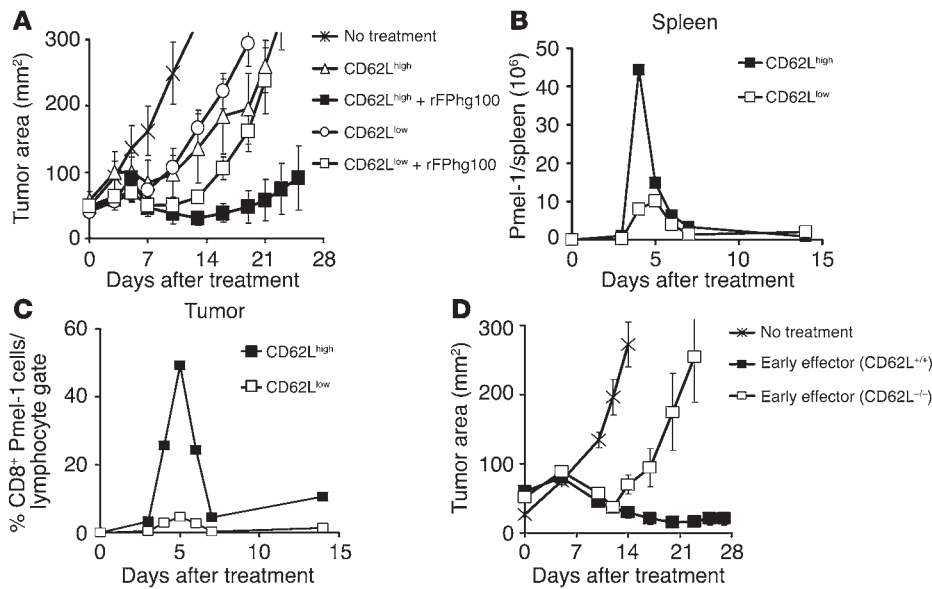 A
Tumor area (mm²)
300
200
100
0
0 7 14 21 28
Days after treatment
No treatment
CD62Lhigh
CD62Lhigh + rFPhg100
CD62Llow
CD62Llow + rFPhg100
B
Spleen
Pmel-1/spleen (10⁶)
50
40
30
20
10
0
0 5 10 15
Days after treatment
CD62Lhigh
CD62Llow
C
Tumor
% CD8⁺ Pmel-1 cells/
lymphocyte gate
60
40
20
0
0 5 10 15
Days after treatment
CD62Lhigh
CD62Llow
D
Tumor area (mm²)
300
200
100
0
0 7 14 21 28
Days after treatment
No treatment
Early effector (CD62L⁺/⁺)
Early effector (CD62L⁻/⁻)